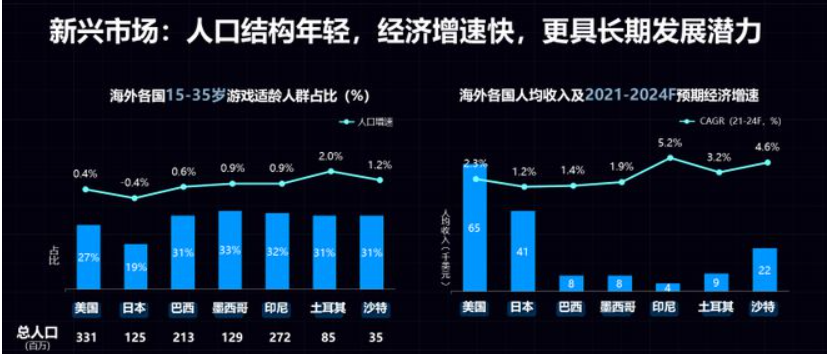 新兴市场：人口结构年轻，经济增速快，更具长期发展潜力
海外各国15-35岁游戏适龄人群占比（%）
人口增速
0.4%
-0.4%
0.6%
0.9%
0.9%
2.0%
1.2%
占比
27%
19%
31%
33%
32%
31%
31%
美国 日本 巴西 墨西哥 印尼 土耳其 沙特
总人口 331 125 213 129 272 85 35
(百万)
海外各国人均收入及2021-2024F预期经济增速
CAGR（21-24F，%）
2.3%
1.2%
1.4%
1.9%
5.2%
3.2%
4.6%
人均收入（千美元）
65
41
8
8
4
9
22
美国 日本 巴西 墨西哥 印尼 土耳其 沙特